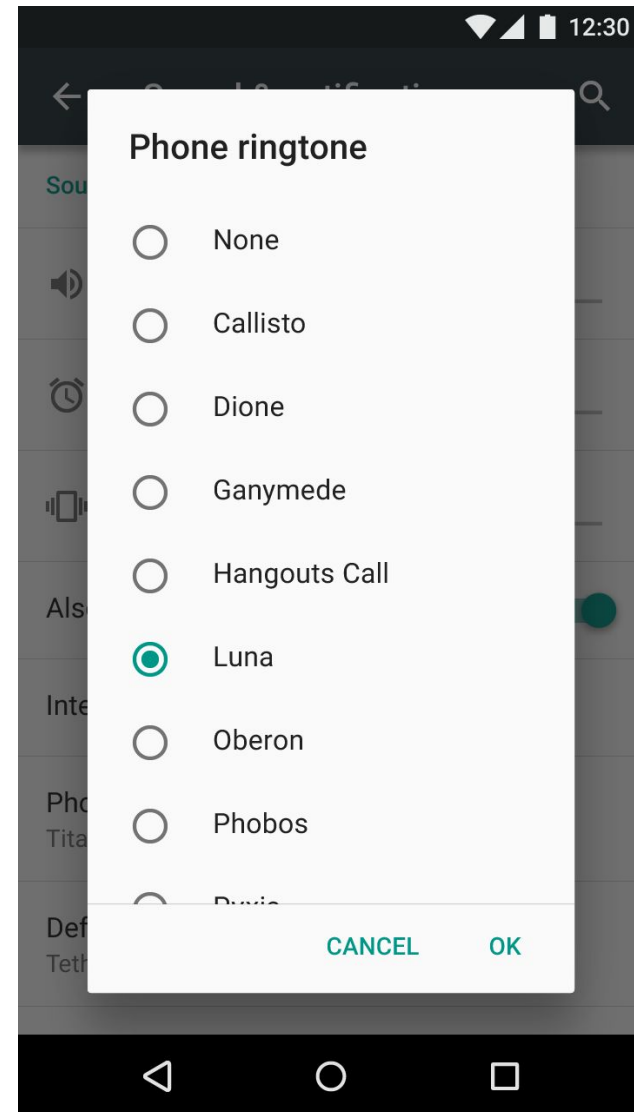 12:30
Phone ringtone
None
Callisto
Dione
Ganymede
Hangouts Call
Luna
Oberon
Phobos
CANCEL
OK